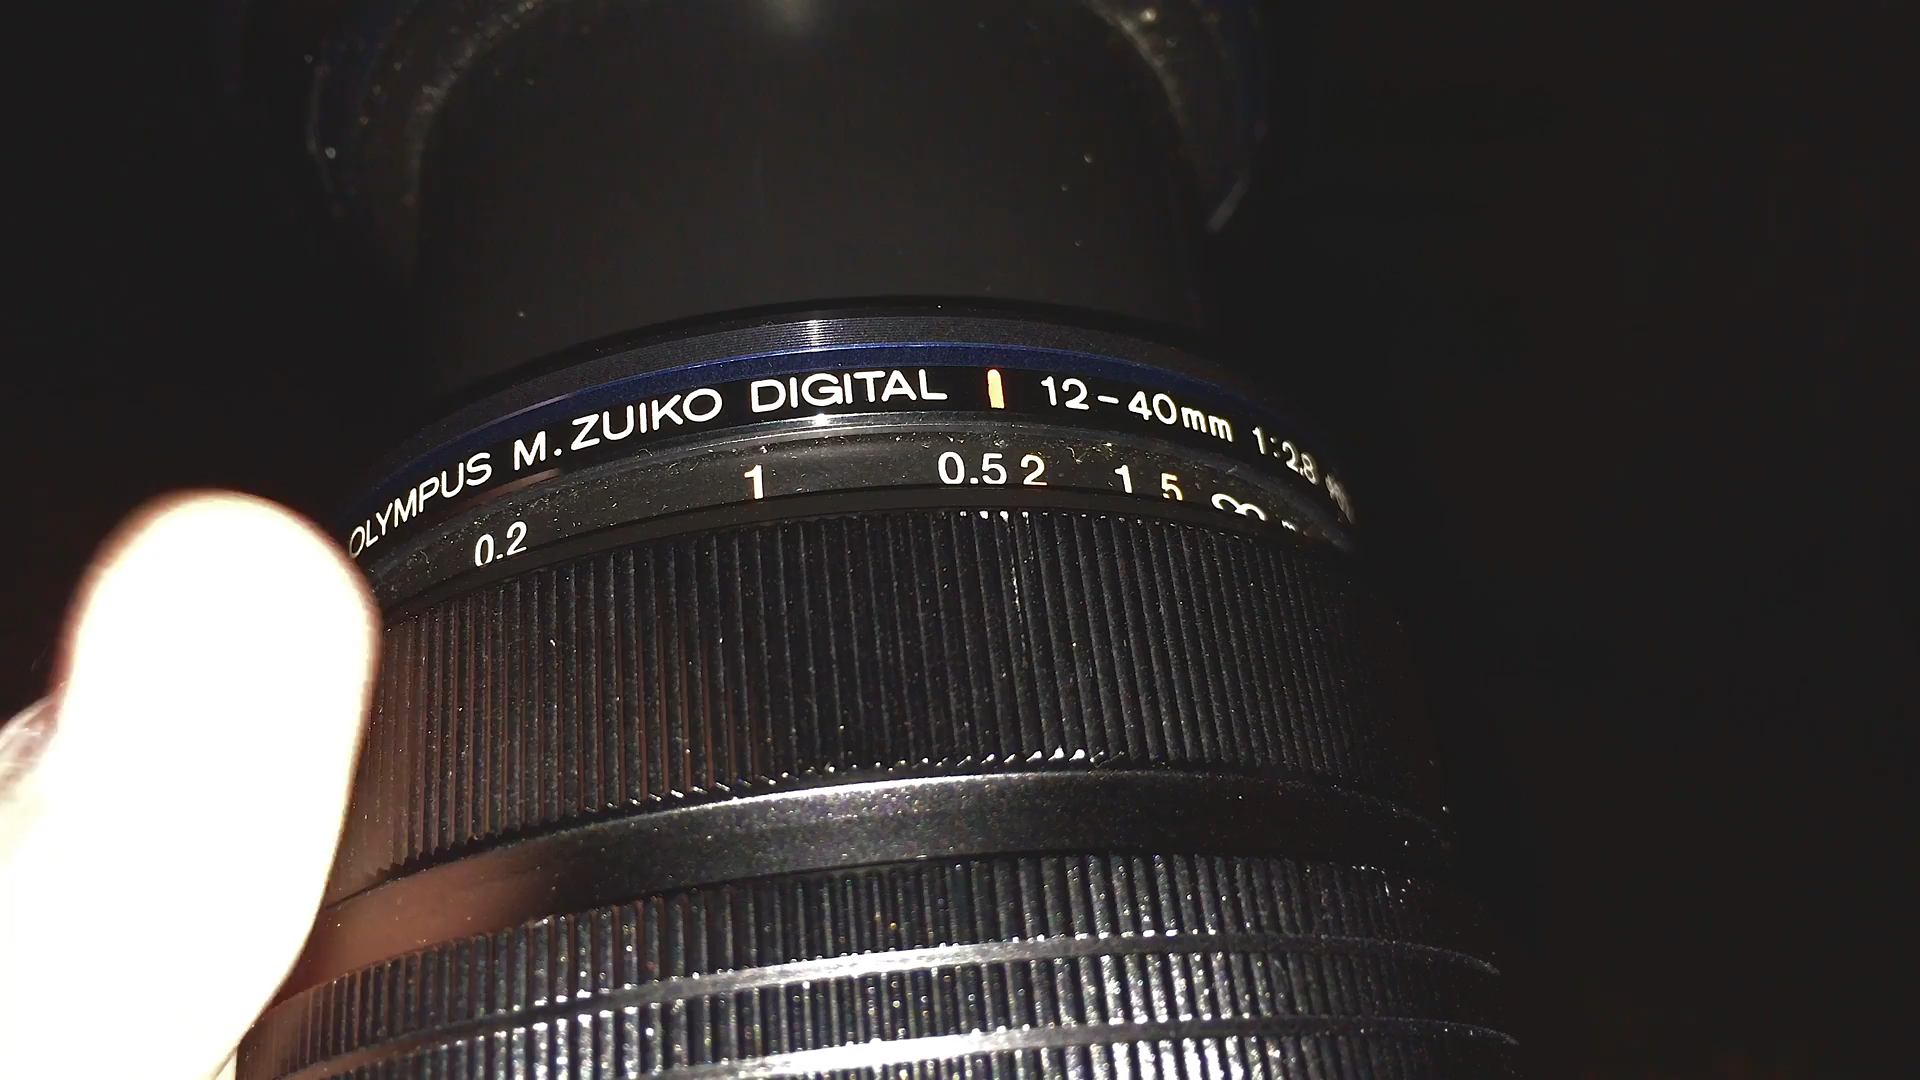 OLYMPUS M.ZUIKO DIGITAL 12-40mm 1:2.8
0.2 1 0.5 2 1 5 ∞